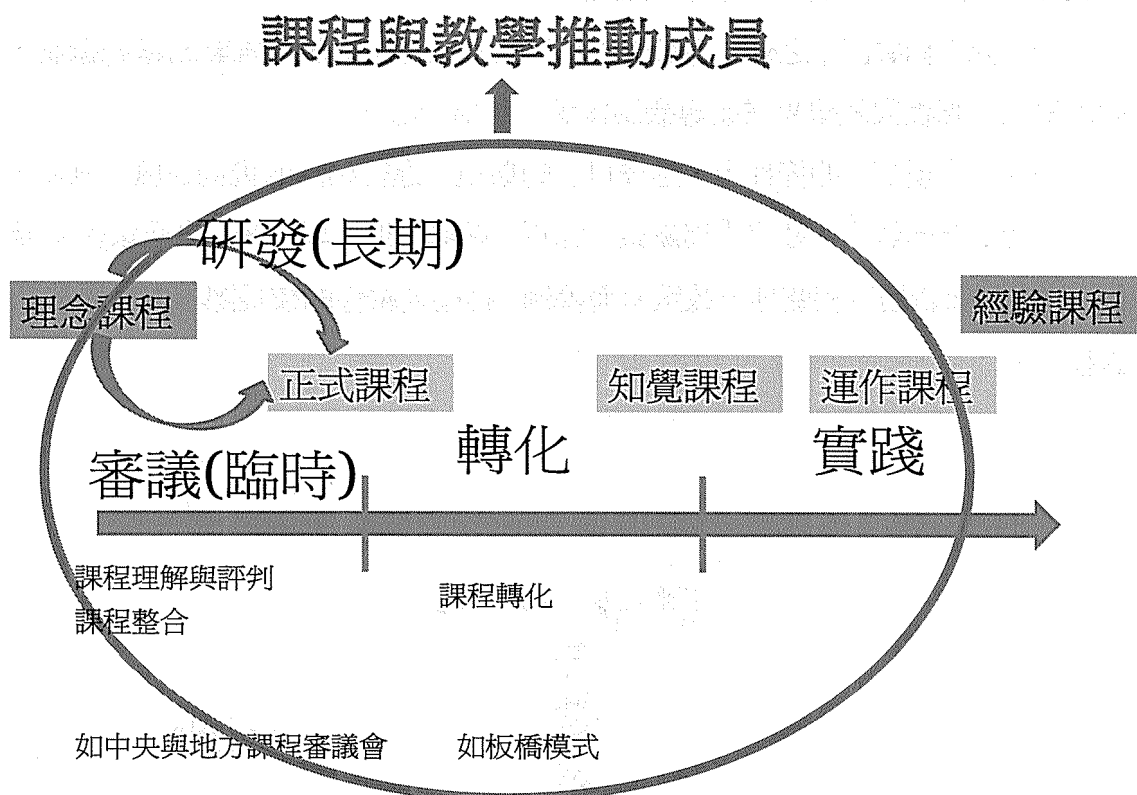 課程與教學推動成員
研發(長期)
理念課程
經驗課程
正式課程
知覺課程
運作課程
轉化
實踐
審議(臨時)
課程理解與評判
課程轉化
課程整合
如中央與地方課程審議會
如板橋模式